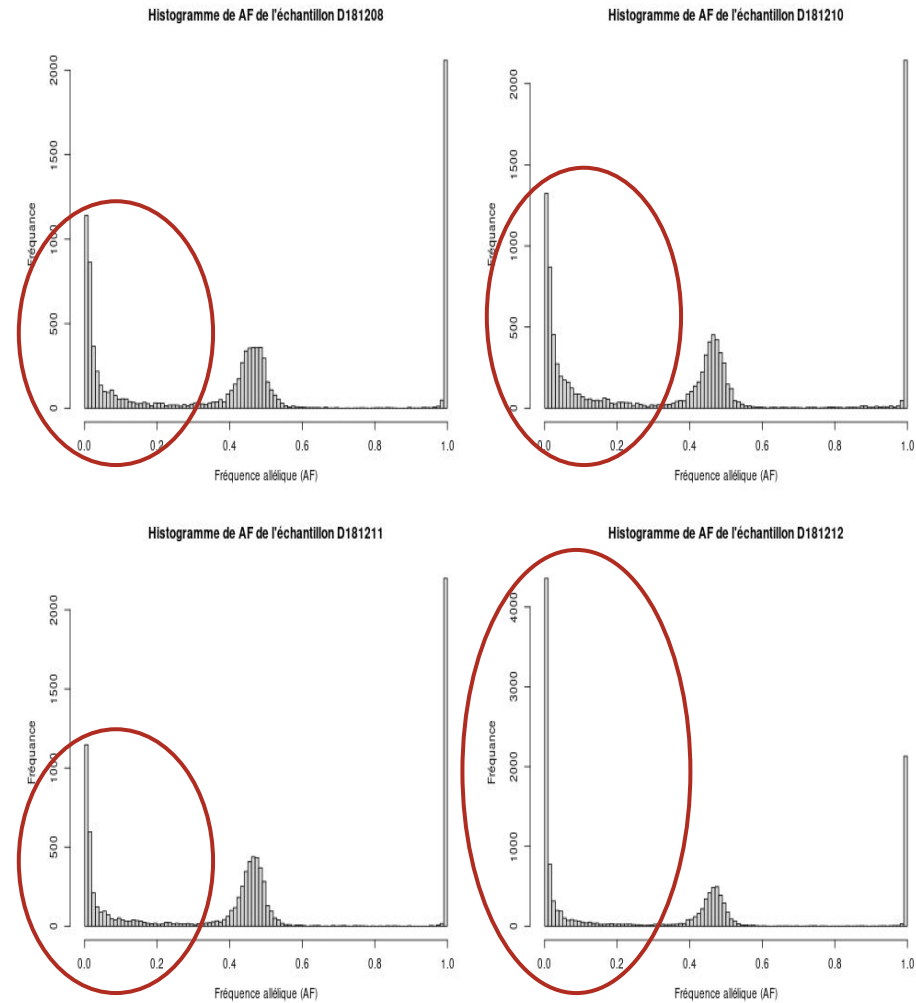 Histogramme de AF de l'échantillon D181208
Fréquance
0
500
1000
1500
2000
0.0 0.2 0.4 0.6 0.8 1.0
Fréquence allélique (AF)
Histogramme de AF de l'échantillon D181210
Fréquance
0
500
1000
1500
2000
0.0 0.2 0.4 0.6 0.8 1.0
Fréquence allélique (AF)
Histogramme de AF de l'échantillon D181211
Fréquance
0
500
1000
1500
2000
0.0 0.2 0.4 0.6 0.8 1.0
Fréquence allélique (AF)
Histogramme de AF de l'échantillon D181212
Fréquance
0
1000
2000
3000
4000
0.0 0.2 0.4 0.6 0.8 1.0
Fréquence allélique (AF)